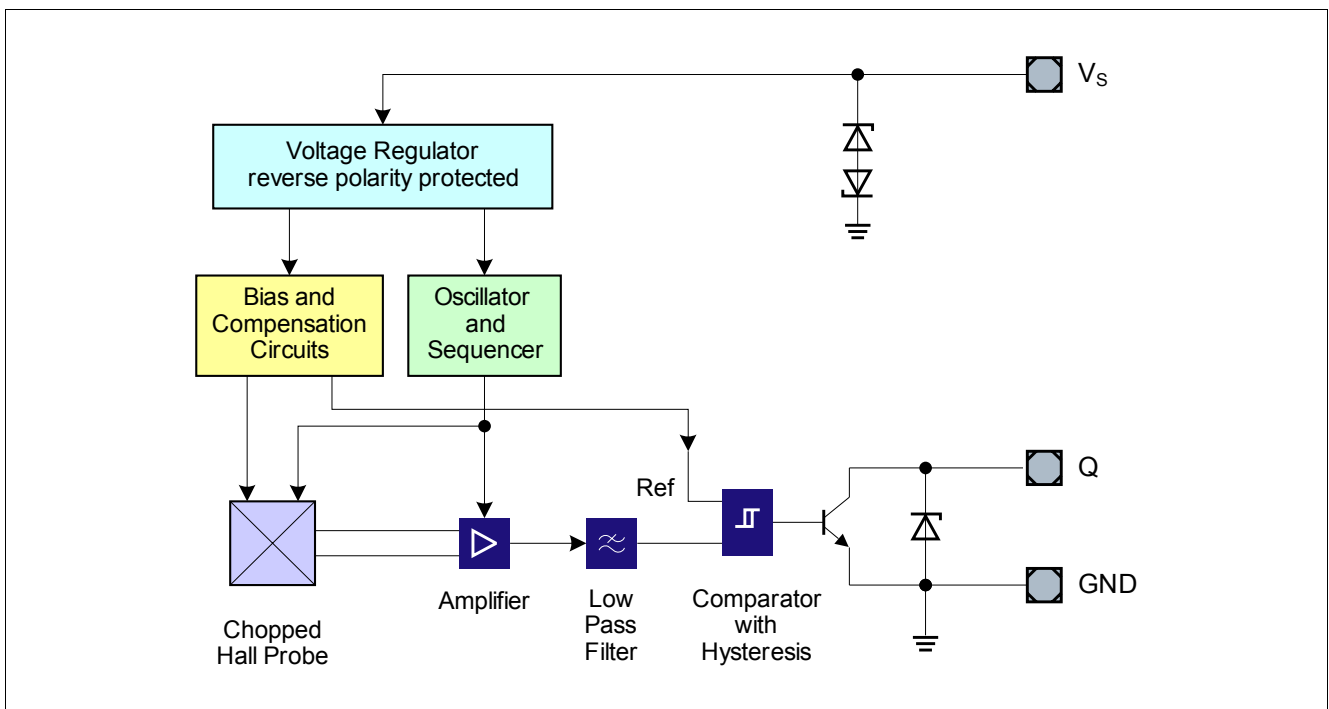 V_S
Voltage Regulator
reverse polarity protected
Bias and
Compensation
Circuits
Oscillator
and
Sequencer
Ref
Q
GND
Amplifier
Low
Pass
Filter
Comparator
with
Hysteresis
Chopped
Hall Probe